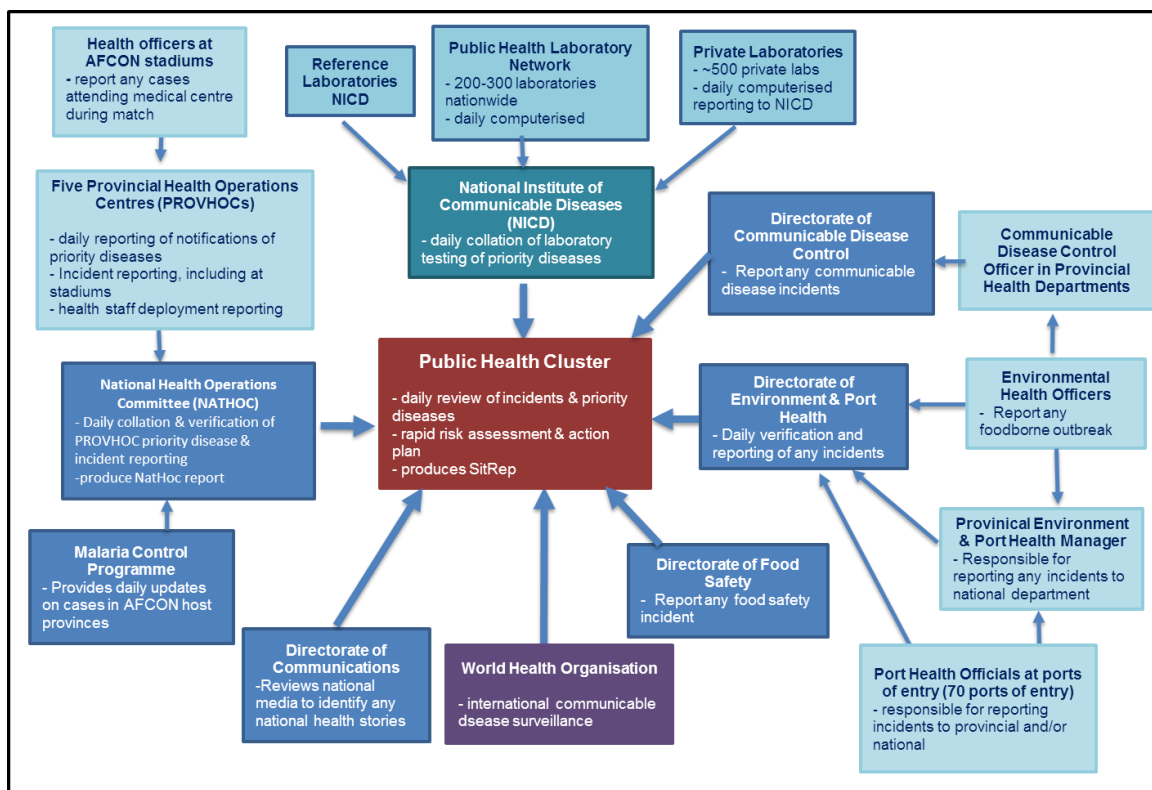 Health officers at
AFCON stadiums
- report any cases
attending medical centre
during match
Reference
Laboratories
NICD
Public Health Laboratory
Network
- 200-300 laboratories
nationwide
- daily computerised
Private Laboratories
- ~500 private labs
- daily computerised
reporting to NICD
Five Provincial Health Operations
Centres (PROVHOCs)
- daily reporting of notifications of
priority diseases
- Incident reporting, including at
stadiums
- health staff deployment reporting
National Institute of
Communicable Diseases
(NICD)
- daily collation of laboratory
testing of priority diseases
Directorate of
Communicable Disease
Control
- Report any communicable
disease incidents
Communicable
Disease Control
Officer in Provincial
Health Departments
National Health Operations
Committee (NATHOC)
- Daily collation & verification of
PROVHOC priority disease &
incident reporting
-produce NatHoc report
Public Health Cluster
- daily review of incidents & priority
diseases
- rapid risk assessment & action
plan
- produces SitRep
Directorate of
Environment & Port
Health
- Daily verification and
reporting of any incidents
Environmental
Health Officers
- Report any
foodborne outbreak
Malaria Control
Programme
- Provides daily updates
on cases in AFCON host
provinces
Directorate of
Communications
-Reviews national
media to identify any
national health stories
World Health Organisation
- international communicable
dsease surveillance
Directorate of Food
Safety
- Report any food safety
incident
Provinical Environment
& Port Health Manager
- Responsible for
reporting any incidents to
national department
Port Health Officials at ports
of entry (70 ports of entry)
- responsible for reporting
incidents to provincial and/or
national